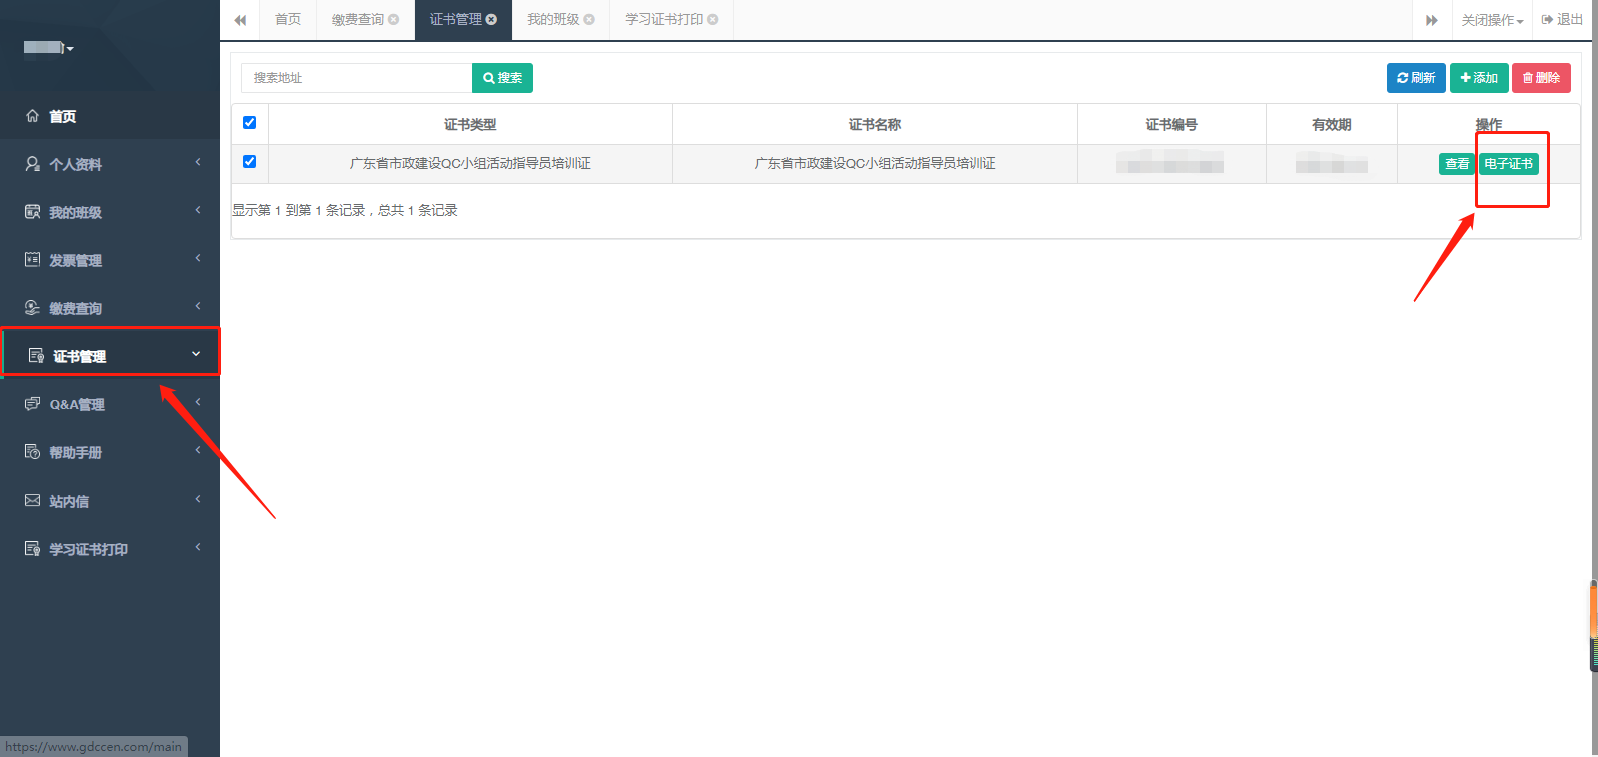 首页 缴费查询 证书管理 我的班级 学习证书打印 关闭操作 退出
首页
个人资料
我的班级
发票管理
缴费查询
证书管理
Q&A管理
帮助手册
站内信
学习证书打印
搜索地址 搜索 刷新 添加 删除
证书类型 证书名称 证书编号 有效期 操作
广东省市政建设QC小组活动指导员培训证 广东省市政建设QC小组活动指导员培训证 查看 电子证书
显示第 1 到第 1 条记录，总共 1 条记录
https://www.gdccen.com/main